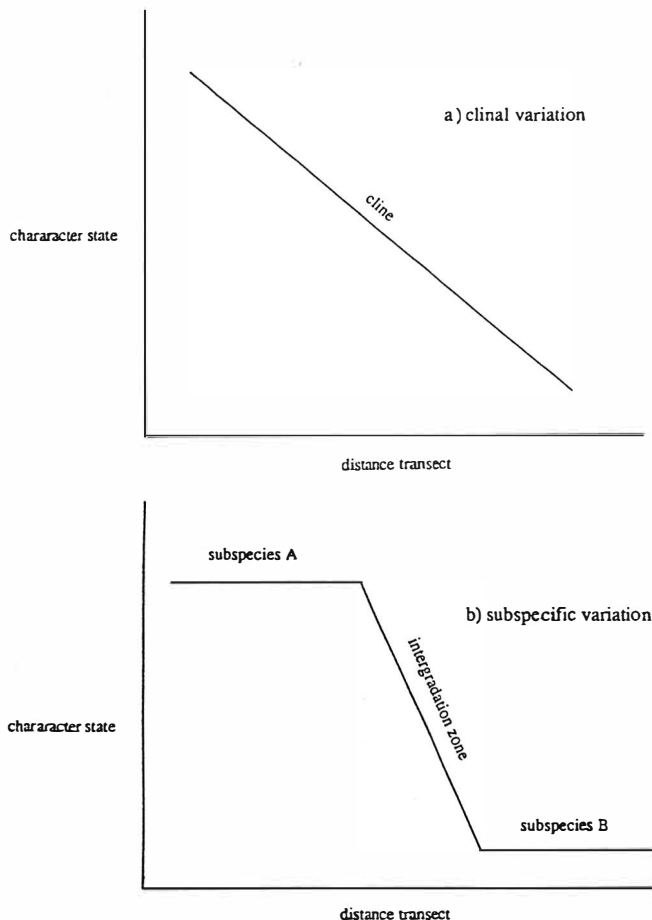 a) clinal variation
cline
chararacter state
distance transect
subspecies A
b) subspecific variation
intergradation zone
chararacter state
subspecies B
distance transect